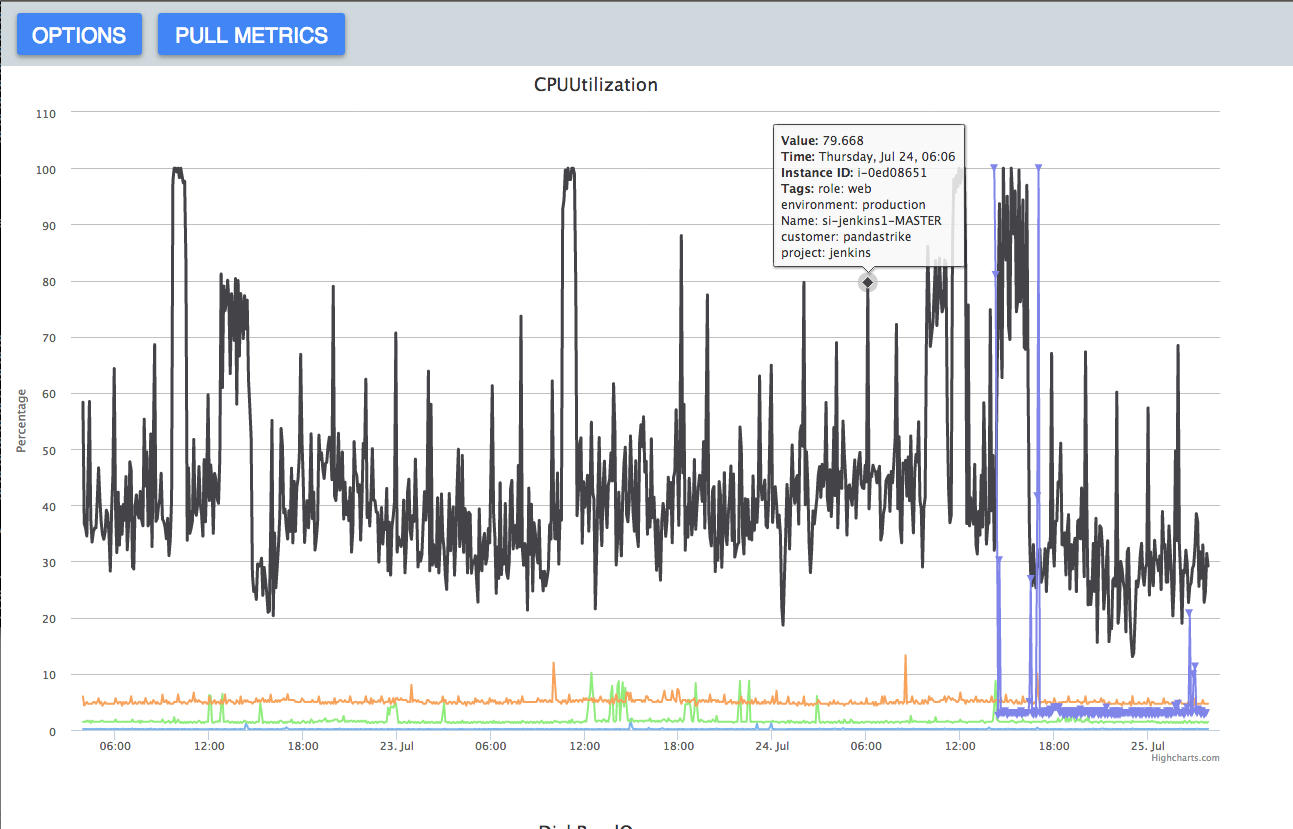 OPTIONS PULL METRICS
CPUUtilization
110
100
90
80
70
60
50
40
30
20
10
0
Percentage
Value: 79.668
Time: Thursday, Jul 24, 06:06
Instance ID: i-0ed08651
Tags: role: web
environment: production
Name: si-jenkins1-MASTER
customer: pandastrike
project: jenkins
06:00 12:00 18:00 23. Jul 06:00 12:00 18:00 24. Jul 06:00 12:00 18:00 25. Jul
Highcharts.com